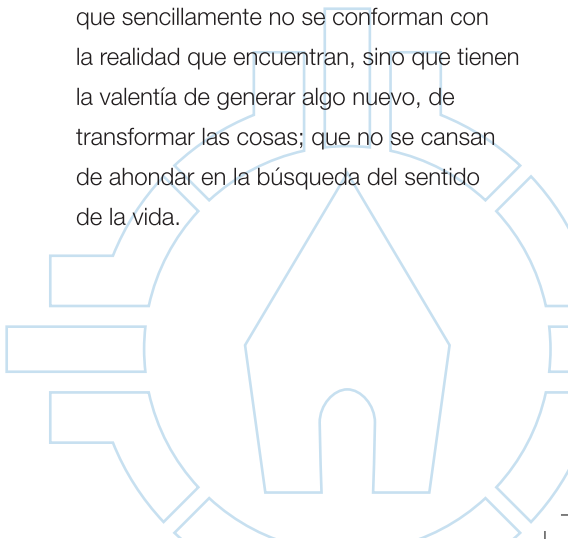 que sencillamente no se conforman con
la realidad que encuentran, sino que tienen
la valentía de generar algo nuevo, de
transformar las cosas; que no se cansan
de ahondar en la búsqueda del sentido
de la vida.